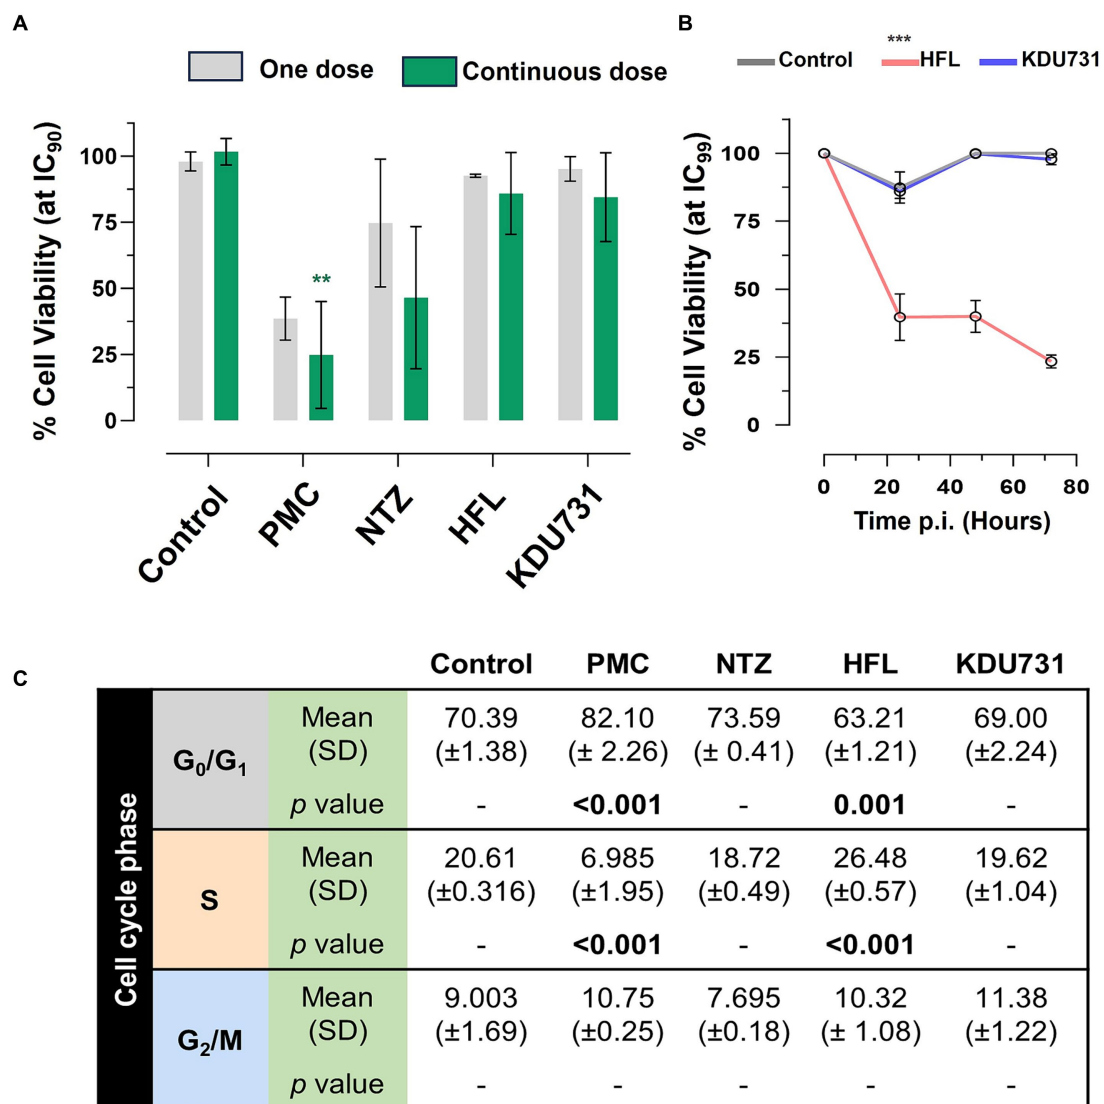 A
One dose
Continuous dose
% Cell Viability (at IC90)
100
75
50
25
0
**
Control
PMC
NTZ
HFL
KDU731
B
***
Control
HFL
KDU731
% Cell Viability (at IC99)
100
75
50
25
0
0
20
40
60
80
Time p.i. (Hours)
C
Control PMC NTZ HFL KDU731
Cell cycle phase
G0/G1
Mean 70.39 82.10 73.59 63.21 69.00
(SD) (±1.38) (± 2.26) (± 0.41) (±1.21) (±2.24)
p value - <0.001 - 0.001 -
S
Mean 20.61 6.985 18.72 26.48 19.62
(SD) (±0.316) (±1.95) (±0.49) (±0.57) (±1.04)
p value - <0.001 - <0.001 -
G2/M
Mean 9.003 10.75 7.695 10.32 11.38
(SD) (±1.69) (±0.25) (±0.18) (± 1.08) (±1.22)
p value - - - - -